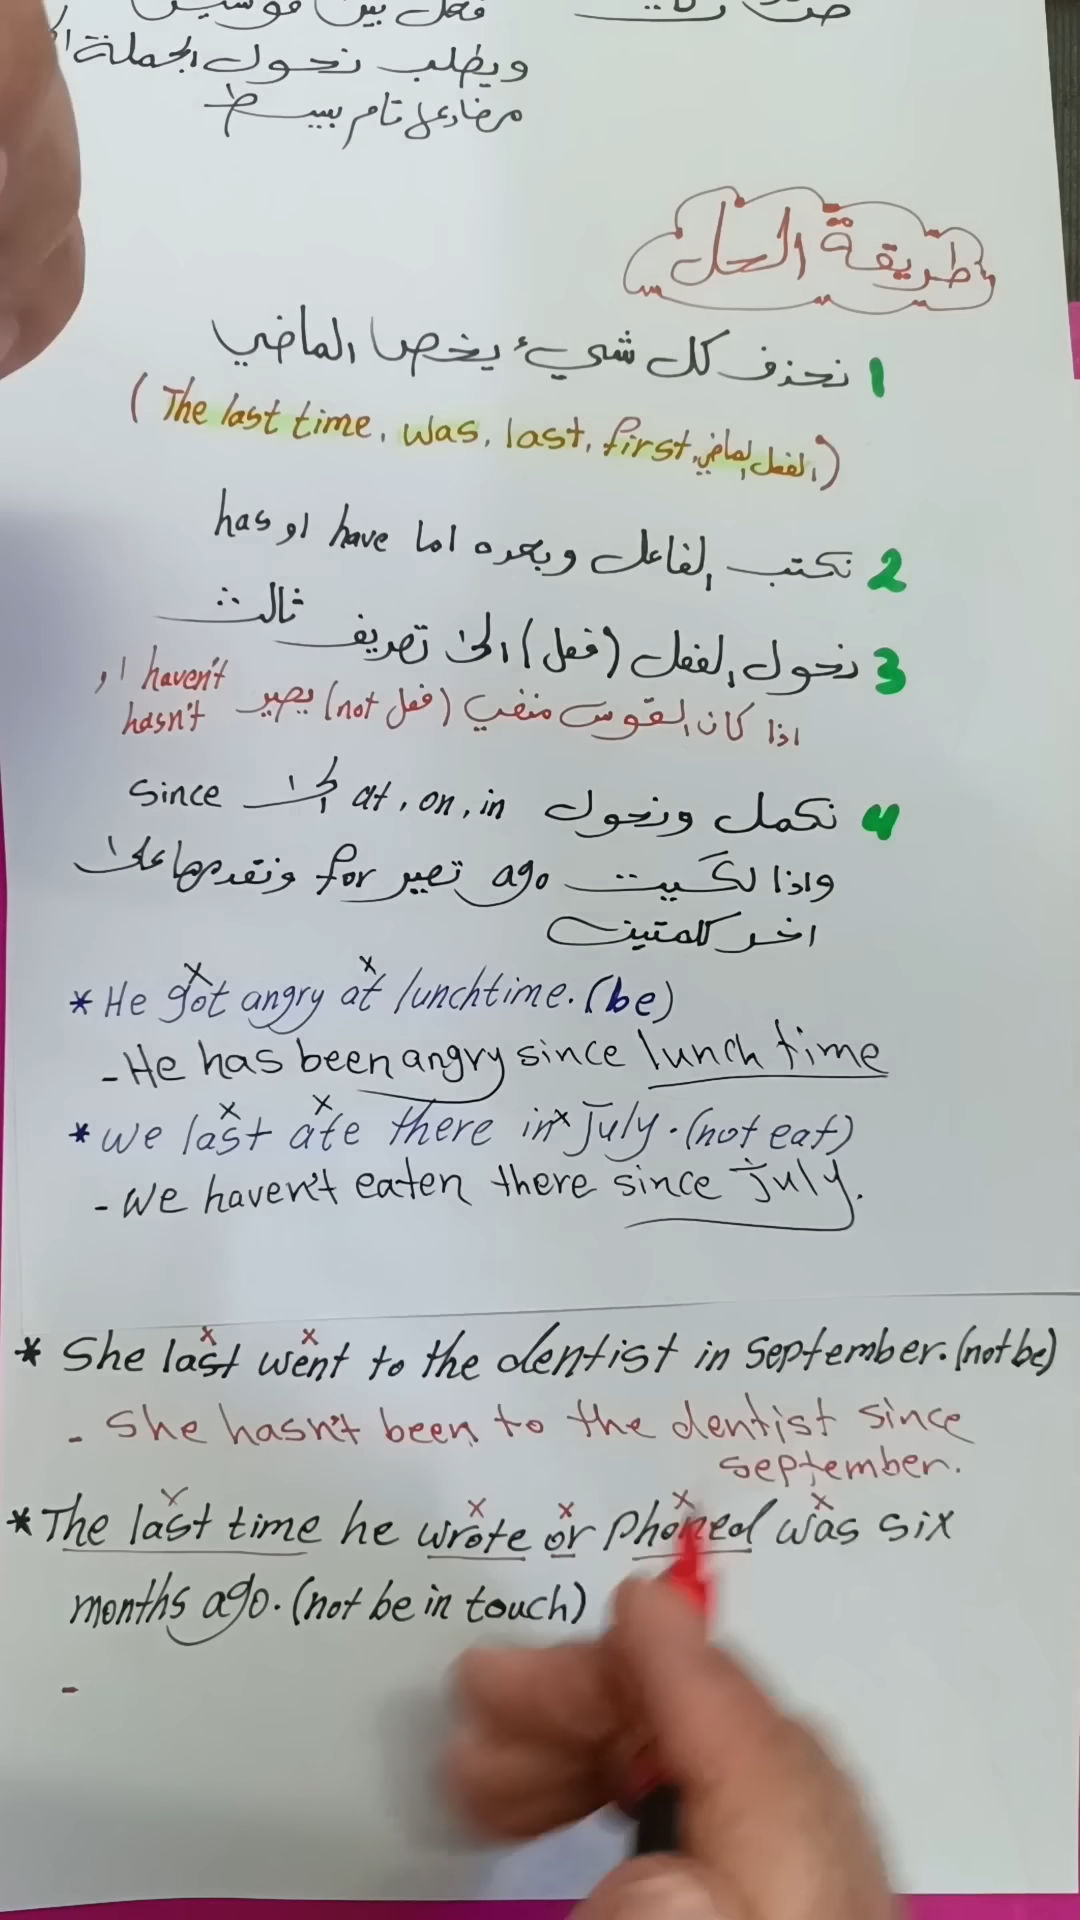 فعل بين
ويطلب نحول الجملة
مضارع تام بسيط
طريقة الحل
1 نحذف كل شيء يخص الماضي
(The last time, was, last, first, الفعل الماضي)
2 نكتب الفاعل وبعده اما have او has
3 نحول الفعل (فعل) الى تصريف ثالث
اذا كان القوس منفي (not فعل) يصير haven't او
hasn't
4 نكمل ونحول at, on, in الى since
واذا لكيت ago تصير for ونقدمها على
اخر كلمتين
* He got angry at lunchtime. (be)
- He has been angry since lunch time
* We last ate there in july. (not eat)
- We haven't eaten there since july.
* She last went to the dentist in september. (not be)
- She hasn't been to the dentist since
september.
* The last time he wrote or phoned was six
months ago. (not be in touch)
-